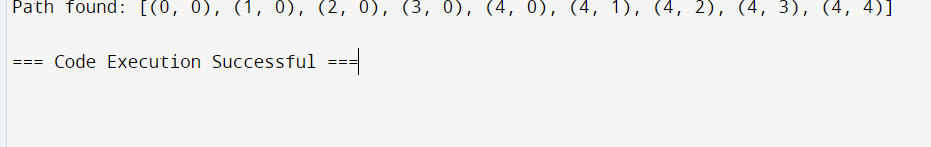 Path found: [(0, 0), (1, 0), (2, 0), (3, 0), (4, 0), (4, 1), (4, 2), (4, 3), (4, 4)]
=== Code Execution Successful ===